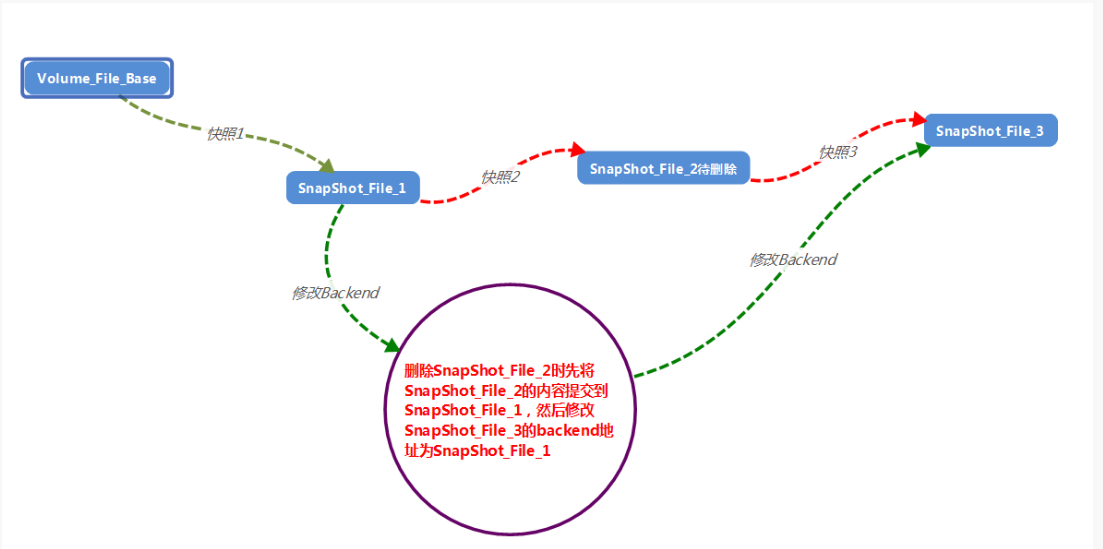 Volume_File_Base
快照1
SnapShot_File_1
快照2
SnapShot_File_2待删除
快照3
SnapShot_File_3
修改Backend
修改Backend
删除SnapShot_File_2时先将
SnapShot_File_2的内容提交到
SnapShot_File_1，然后修改
SnapShot_File_3的backend地
址为SnapShot_File_1